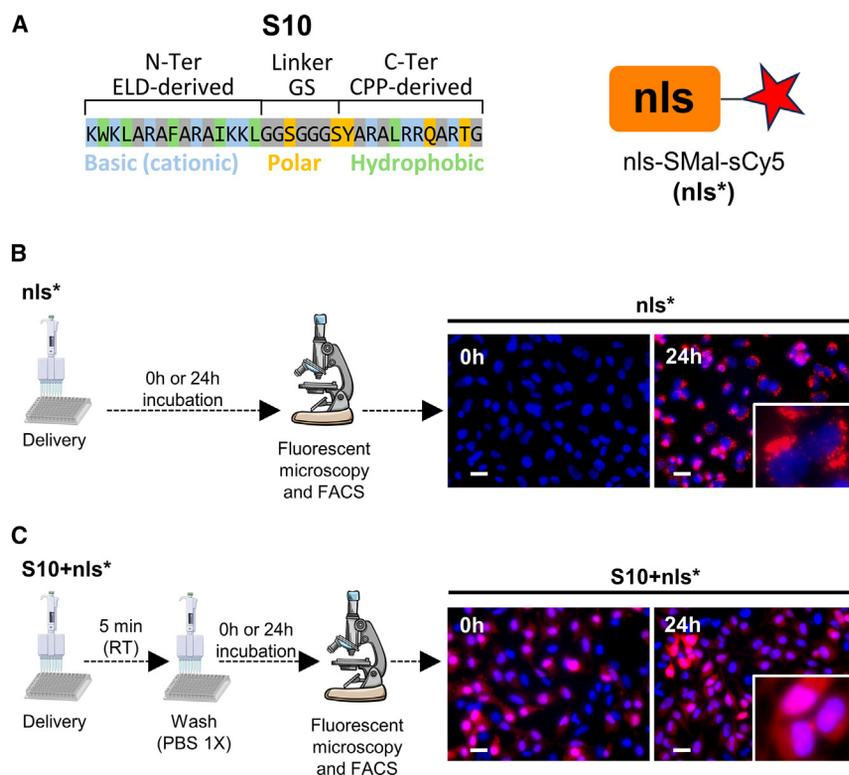 A
S10
N-Ter
ELD-derived
Linker
GS
C-Ter
CPP-derived
KWKLARAFARAIKKLGGSGGGSYARALRRQARTG
Basic (cationic)
Polar
Hydrophobic
nls
nls-SMal-sCy5
(nls*)
B
nls*
Delivery
0h or 24h
incubation
Fluorescent
microscopy
and FACS
nls*
0h
24h
C
S10+nls*
Delivery
5 min
(RT)
Wash
(PBS 1X)
0h or 24h
incubation
Fluorescent
microscopy
and FACS
S10+nls*
0h
24h